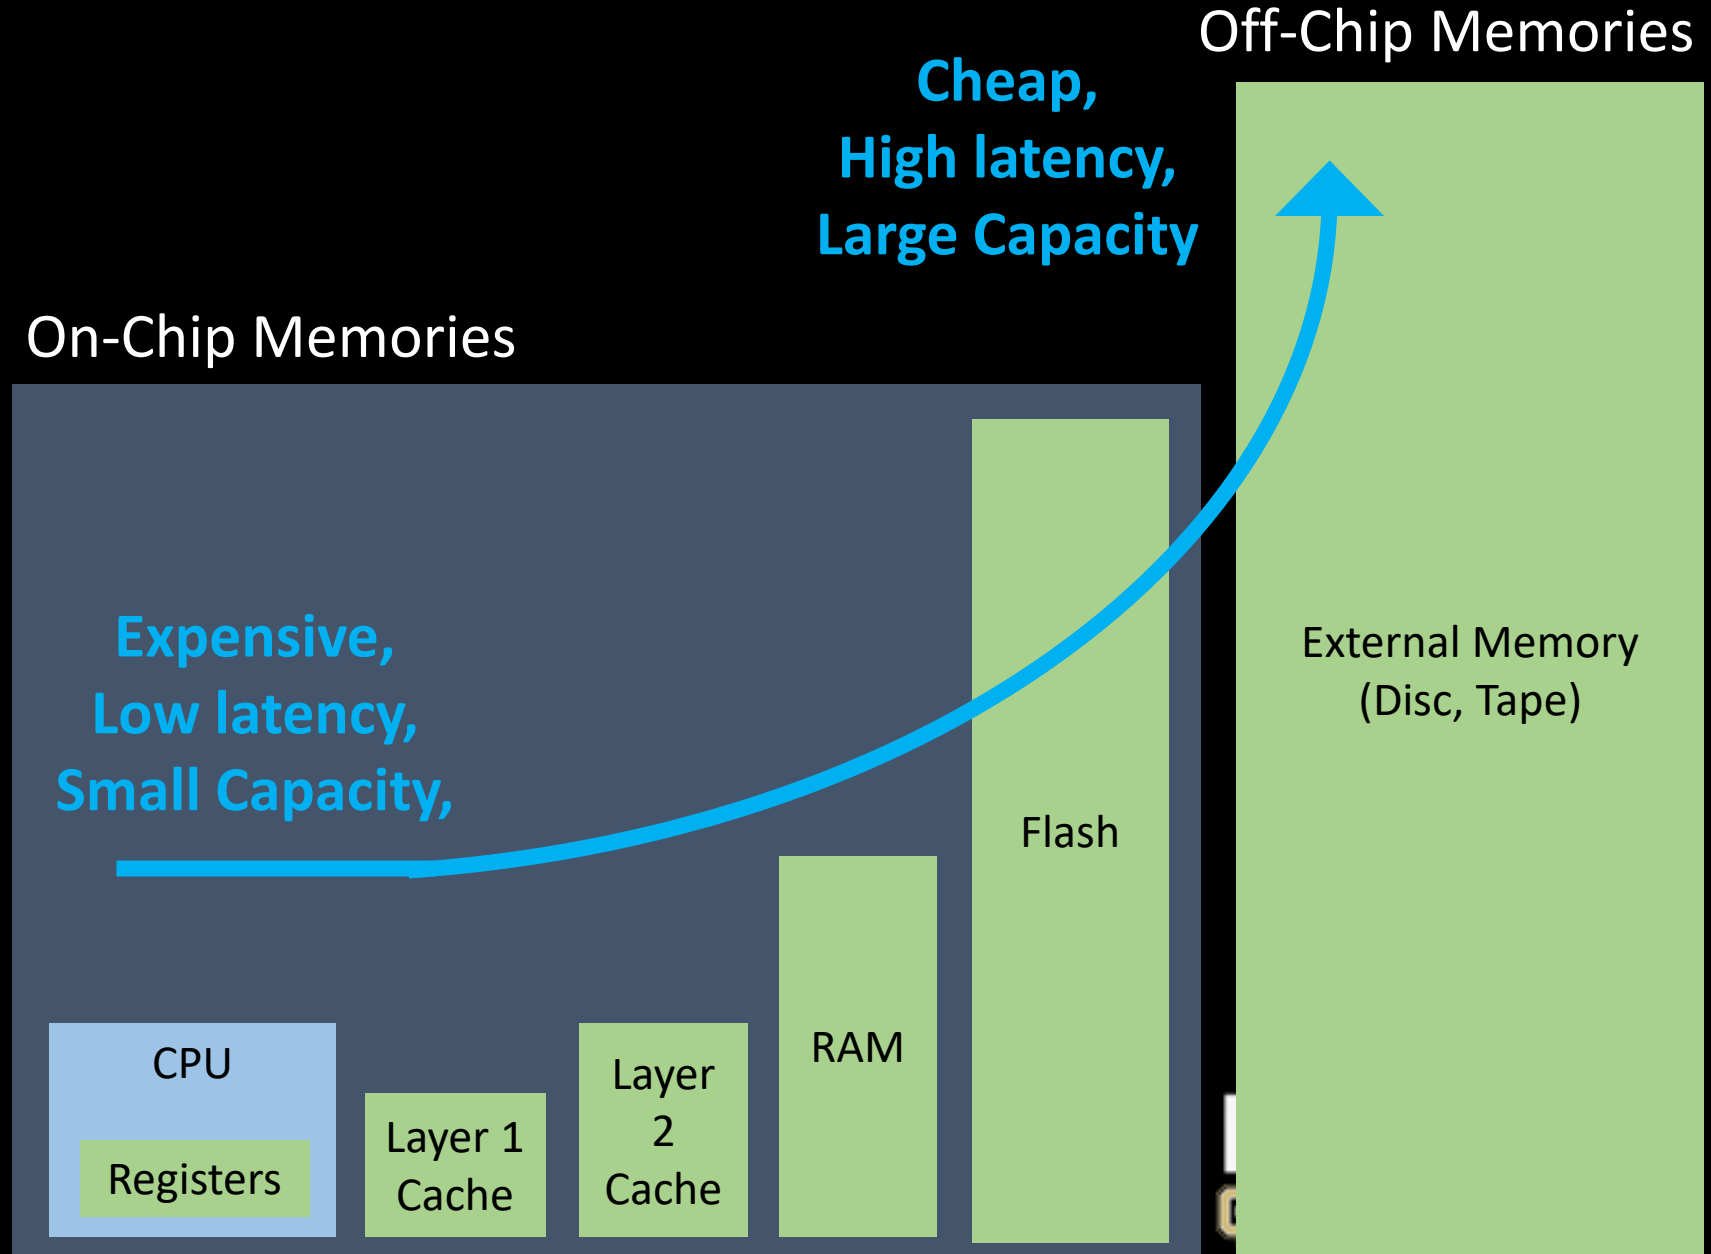 Off-Chip Memories
Cheap,
High latency,
Large Capacity
On-Chip Memories
Expensive,
Low latency,
Small Capacity,
External Memory
(Disc, Tape)
Flash
RAM
CPU
Registers
Layer 1
Cache
Layer
2
Cache